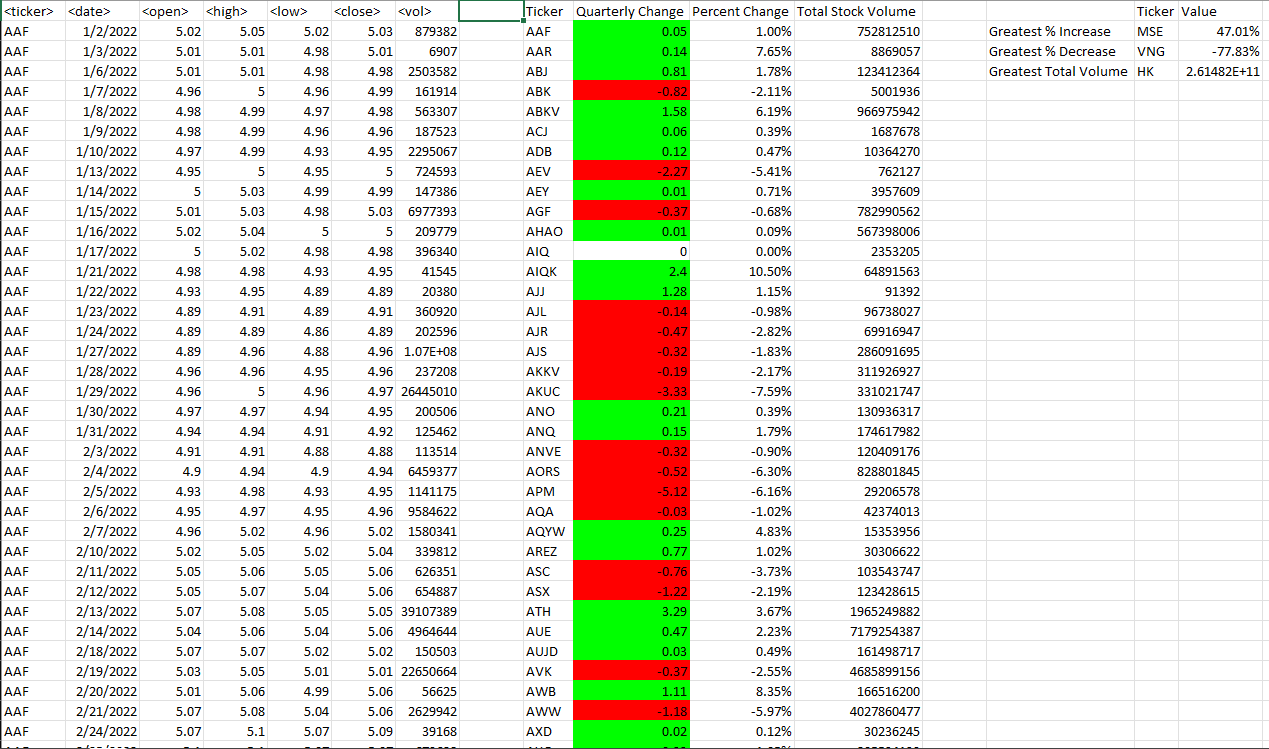 <ticker> <date> <open> <high> <low> <close> <vol> Ticker Quarterly Change Percent Change Total Stock Volume Ticker Value
AAF 1/2/2022 5.02 5.05 5.02 5.03 879382 AAF 0.05 1.00% 752812510 Greatest % Increase MSE 47.01%
AAF 1/3/2022 5.01 5.01 4.98 5.01 6907 AAR 0.14 7.65% 8869057 Greatest % Decrease VNG -77.83%
AAF 1/6/2022 5.01 5.01 4.98 4.98 2503582 ABJ 0.81 1.78% 123412364 Greatest Total Volume HK 2.61482E+11
AAF 1/7/2022 4.96 5 4.96 4.99 161914 ABK -0.82 -2.11% 5001936
AAF 1/8/2022 4.98 4.99 4.97 4.98 563307 ABKV 1.58 6.19% 966975942
AAF 1/9/2022 4.98 4.99 4.96 4.96 187523 ACJ 0.06 0.39% 1687678
AAF 1/10/2022 4.97 4.99 4.93 4.95 2295067 ADB 0.12 0.47% 10364270
AAF 1/13/2022 4.95 5 4.95 5 724593 AEV -2.27 -5.41% 762127
AAF 1/14/2022 5 5.03 4.99 4.99 147386 AEY 0.01 0.71% 3957609
AAF 1/15/2022 5.01 5.03 4.98 5.03 6977393 AGF -0.37 -0.68% 782990562
AAF 1/16/2022 5.02 5.04 5 5 209779 AHAO 0.01 0.09% 567398006
AAF 1/17/2022 5 5.02 4.98 4.98 396340 AIQ 0 0.00% 2353205
AAF 1/21/2022 4.98 4.98 4.93 4.95 41545 AIQK 2.4 10.50% 64891563
AAF 1/22/2022 4.93 4.95 4.89 4.89 20380 AJJ 1.28 1.15% 91392
AAF 1/23/2022 4.89 4.91 4.89 4.91 360920 AJL -0.14 -0.98% 96738027
AAF 1/24/2022 4.89 4.89 4.86 4.89 202596 AJR -0.47 -2.82% 69916947
AAF 1/27/2022 4.89 4.96 4.88 4.96 1.07E+08 AJS -0.32 -1.83% 286091695
AAF 1/28/2022 4.96 4.96 4.95 4.96 237208 AKKV -0.19 -2.17% 311926927
AAF 1/29/2022 4.96 5 4.96 4.97 26445010 AKUC -3.33 -7.59% 331021747
AAF 1/30/2022 4.97 4.97 4.94 4.95 200506 ANO 0.21 0.39% 130936317
AAF 1/31/2022 4.94 4.94 4.91 4.92 125462 ANQ 0.15 1.79% 174617982
AAF 2/3/2022 4.91 4.91 4.88 4.88 113514 ANVE -0.32 -0.90% 120409176
AAF 2/4/2022 4.9 4.94 4.9 4.94 6459377 AORS -0.52 -6.30% 828801845
AAF 2/5/2022 4.93 4.98 4.93 4.95 1141175 APM -5.12 -6.16% 29206578
AAF 2/6/2022 4.95 4.97 4.95 4.96 9584622 AQA -0.03 -1.02% 42374013
AAF 2/7/2022 4.96 5.02 4.96 5.02 1580341 AQYW 0.25 4.83% 15353956
AAF 2/10/2022 5.02 5.05 5.02 5.04 339812 AREZ 0.77 1.02% 30306622
AAF 2/11/2022 5.05 5.06 5.05 5.06 626351 ASC -0.76 -3.73% 103543747
AAF 2/12/2022 5.05 5.07 5.04 5.06 654887 ASX -1.22 -2.19% 123428615
AAF 2/13/2022 5.07 5.08 5.05 5.05 39107389 ATH 3.29 3.67% 1965249882
AAF 2/14/2022 5.04 5.06 5.04 5.06 4964644 AUE 0.47 2.23% 7179254387
AAF 2/18/2022 5.07 5.07 5.02 5.02 150503 AUJD 0.03 0.49% 161498717
AAF 2/19/2022 5.03 5.05 5.01 5.01 22650664 AVK -0.37 -2.55% 4685899156
AAF 2/20/2022 5.01 5.06 4.99 5.06 56625 AWB 1.11 8.35% 166516200
AAF 2/21/2022 5.07 5.08 5.04 5.06 2629942 AWW -1.18 -5.97% 4027860477
AAF 2/24/2022 5.07 5.1 5.07 5.09 39168 AXD 0.02 0.12% 30236245